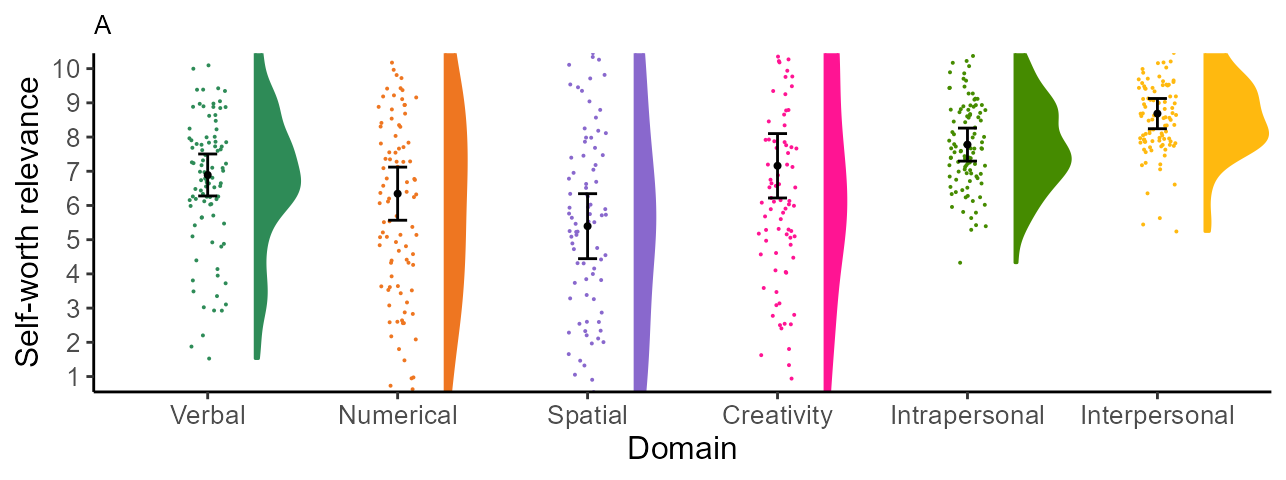 A
Self-worth relevance
10
9
8
7
6
5
4
3
2
1
Verbal Numerical Spatial Creativity Intrapersonal Interpersonal
Domain